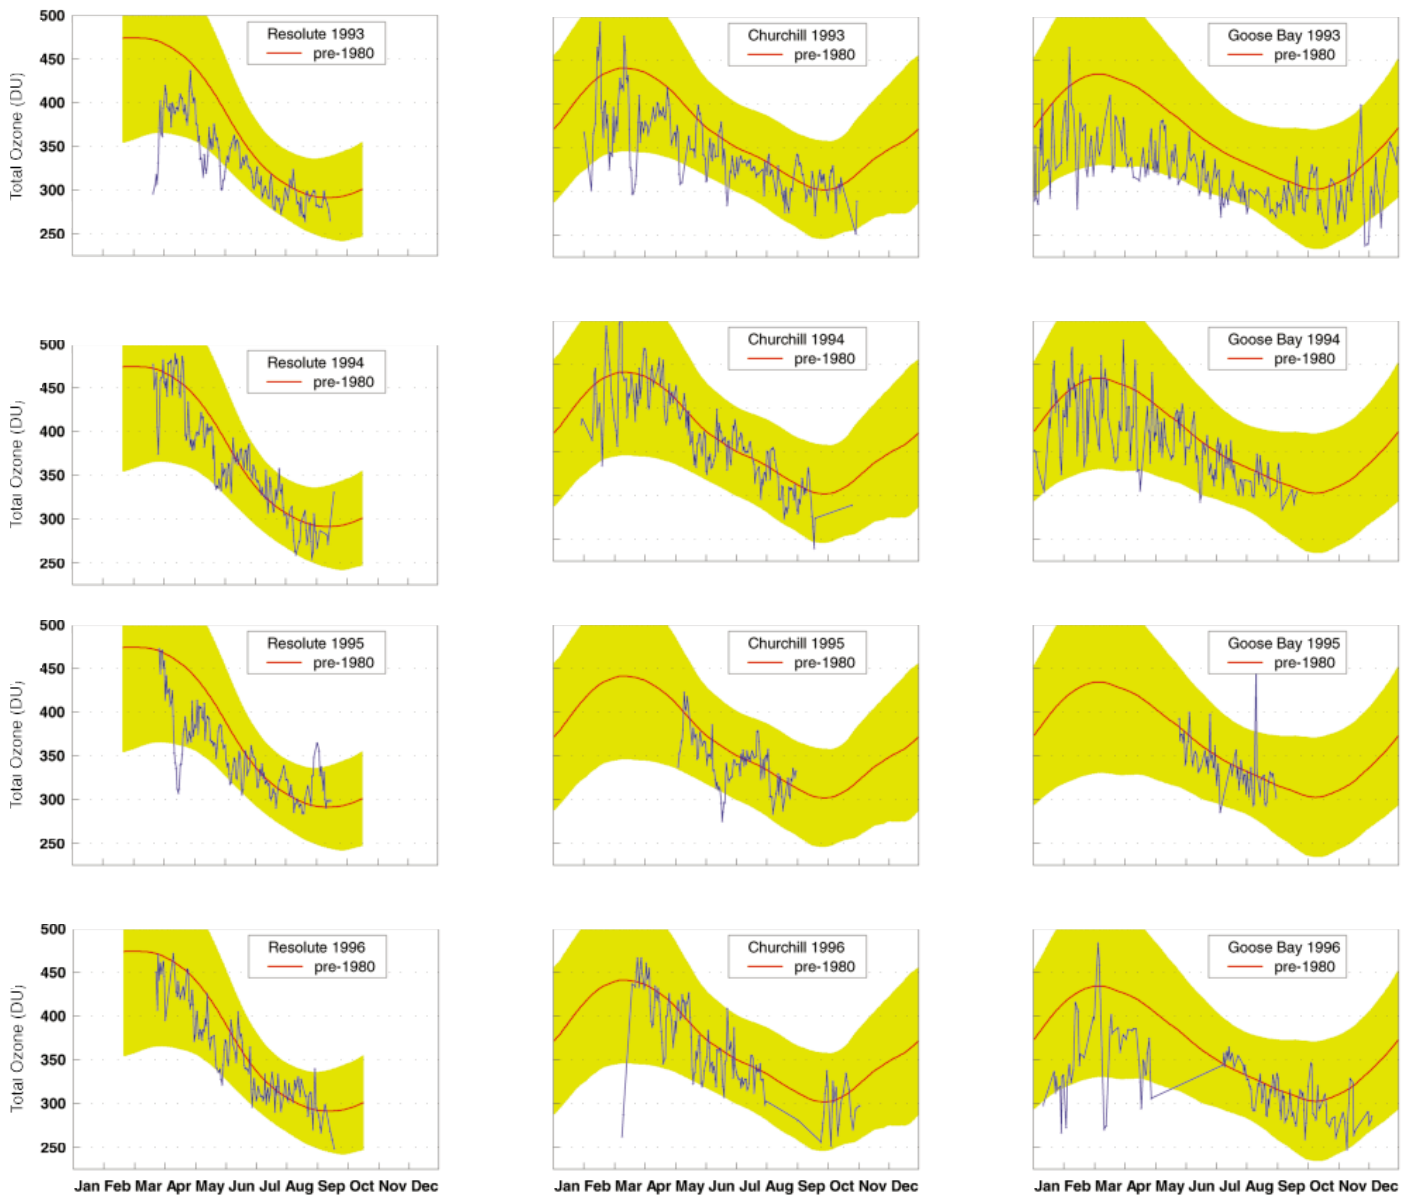 Resolute 1993
pre-1980
Churchill 1993
pre-1980
Goose Bay 1993
pre-1980
Total Ozone (DU)
500
450
400
350
300
250
Resolute 1994
pre-1980
Churchill 1994
pre-1980
Goose Bay 1994
pre-1980
Total Ozone (DU)
500
450
400
350
300
250
Resolute 1995
pre-1980
Churchill 1995
pre-1980
Goose Bay 1995
pre-1980
Total Ozone (DU)
500
450
400
350
300
250
Resolute 1996
pre-1980
Churchill 1996
pre-1980
Goose Bay 1996
pre-1980
Total Ozone (DU)
500
450
400
350
300
250
Jan Feb Mar Apr May Jun Jul Aug Sep Oct Nov Dec
Jan Feb Mar Apr May Jun Jul Aug Sep Oct Nov Dec
Jan Feb Mar Apr May Jun Jul Aug Sep Oct Nov Dec